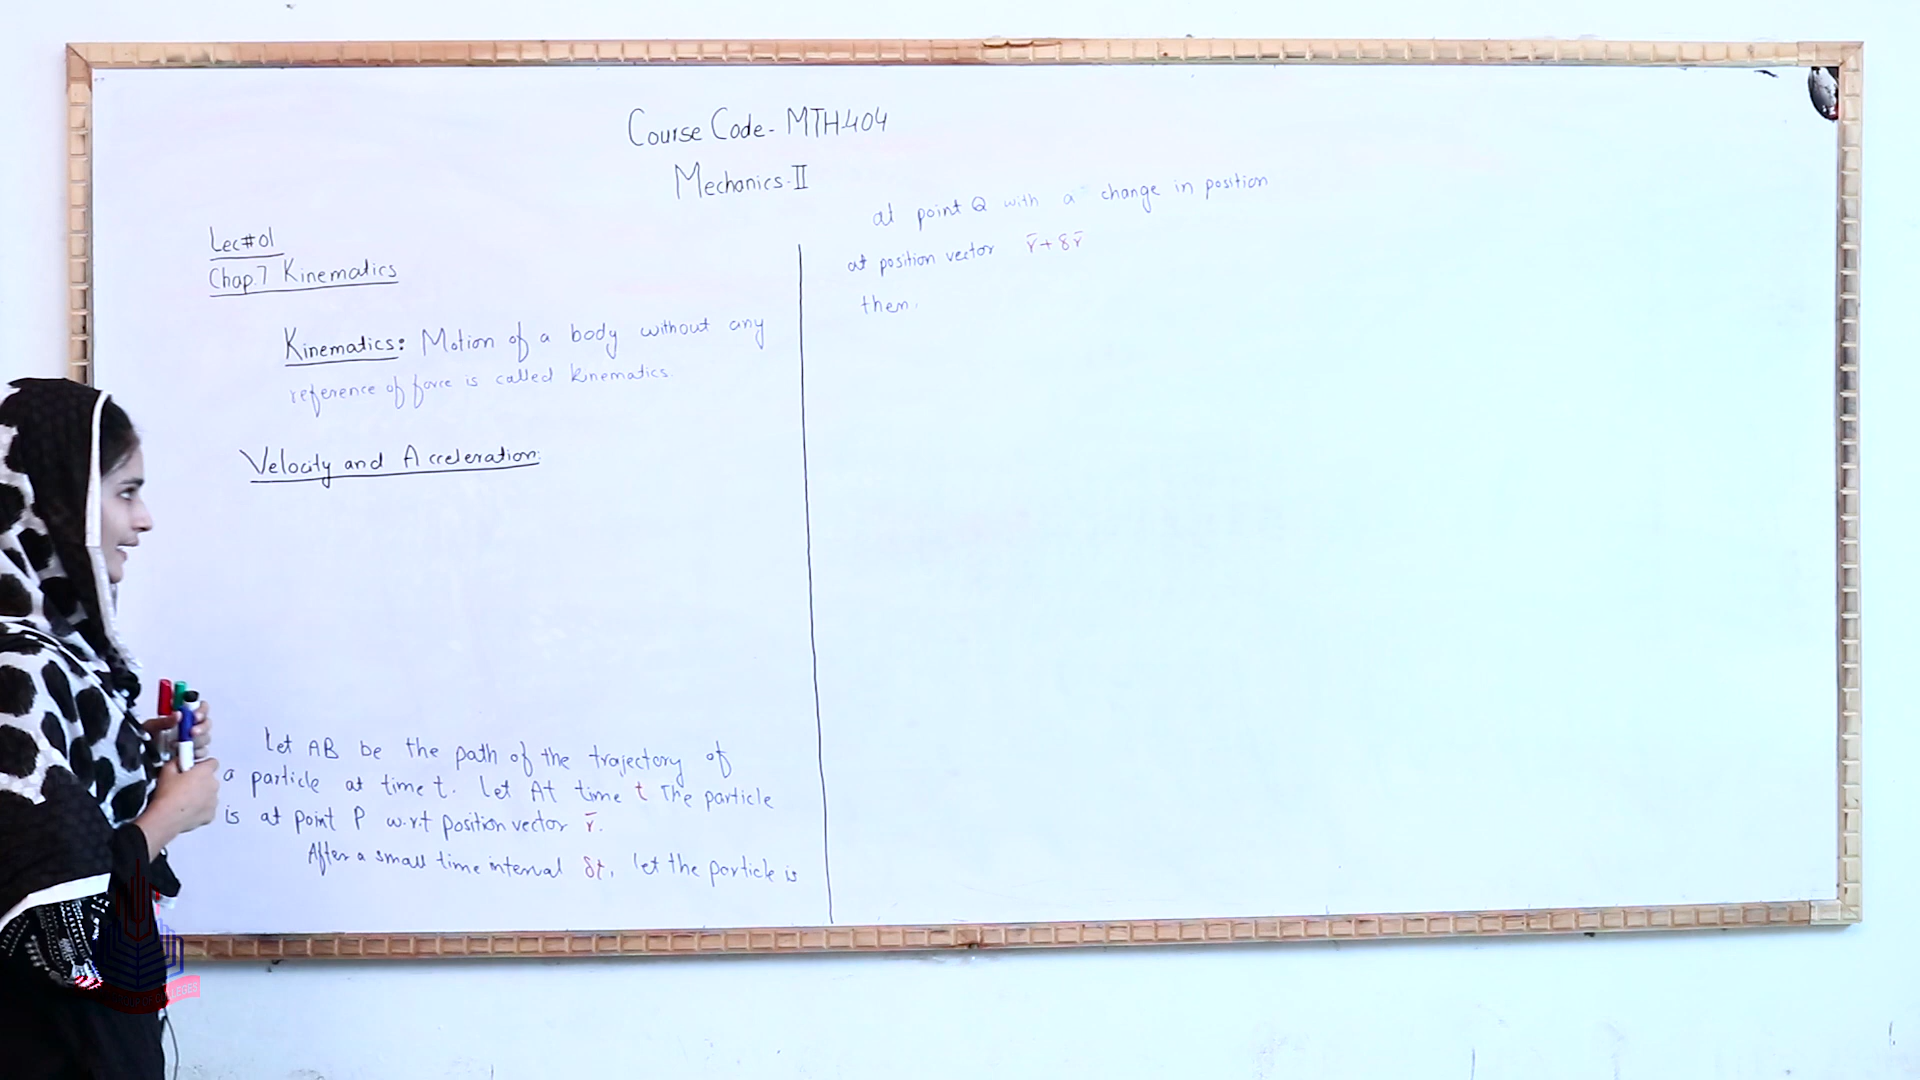 Course Code- MTH-404
Mechanics-II
Lec#01
Chap.7 Kinematics
Kinematics: Motion of a body without any
reference of force is called kinematics.
Velocity and Acceleration:
Let AB be the path of the trajectory of
a particle at time t. Let At time t The particle
is at point P w.r.t position vector r̄.
After a small time interval δt, let the particle is
at point Q with a change in position
at position vector r̄+δr̄
then.